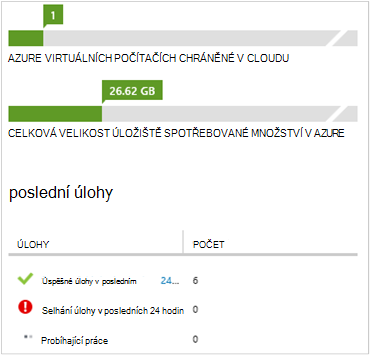 1
AZURE VIRTUÁLNÍCH POČÍTAČÍCH CHRÁNĚNÉ V CLOUDU
26.62 GB
CELKOVÁ VELIKOST ÚLOŽIŠTĚ SPOTŘEBOVANÉ MNOŽSTVÍ V AZURE
poslední úlohy
ÚLOHY POČET
Úspěšné úlohy v posledním 24... 6
Selhání úlohy v posledních 24 hodin 0
Probíhající práce 0